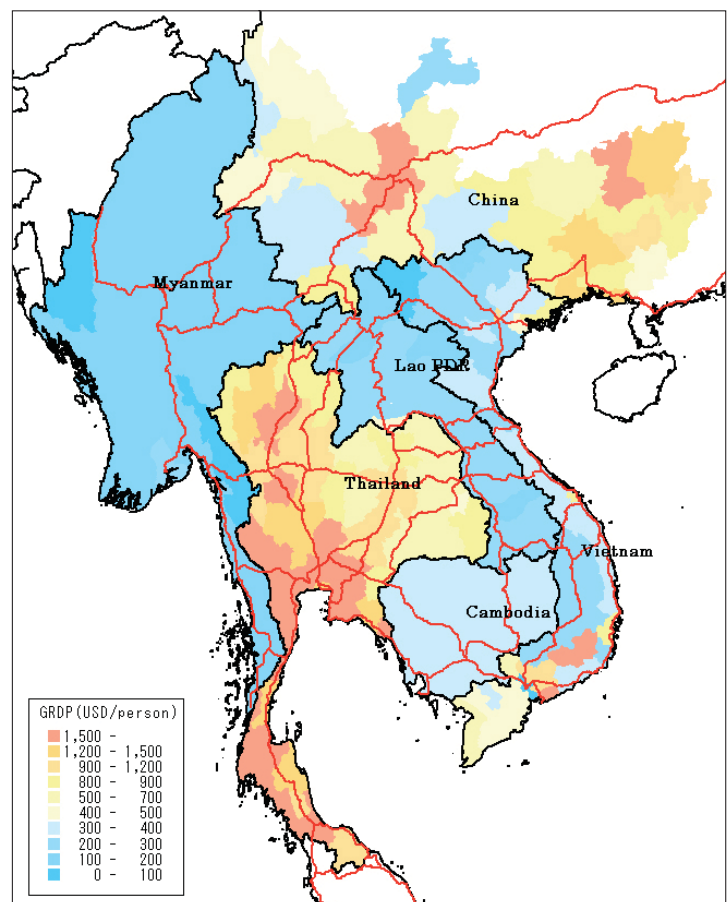 China
Myanmar
Lao PDR
Thailand
Vietnam
Cambodia
GRDP(USD/person)
1,500 -
1,200 - 1,500
900 - 1,200
800 - 900
500 - 700
400 - 500
300 - 400
200 - 300
100 - 200
0 - 100